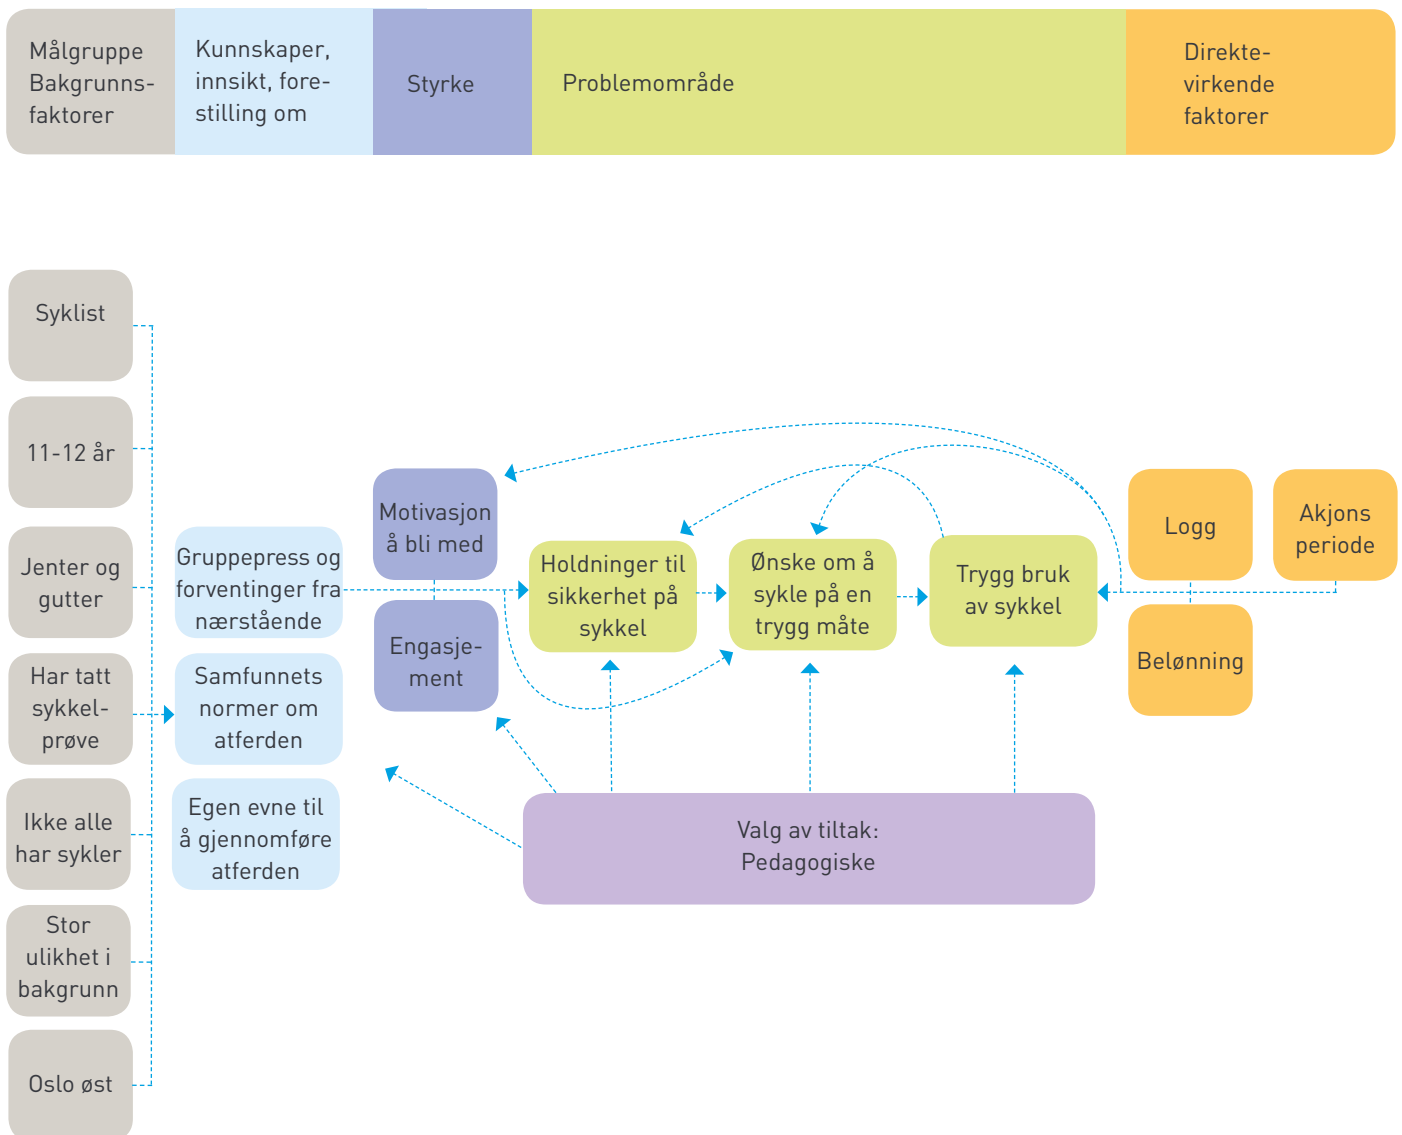 Målgruppe
Bakgrunns-
faktorer
Kunnskaper,
innsikt, fore-
stilling om
Styrke
Problemområde
Direkte-
virkende
faktorer
Syklist
11-12 år
Jenter og
gutter
Har tatt
sykkel-
prøve
Ikke alle
har sykler
Stor
ulikhet i
bakgrunn
Oslo øst
Gruppepress og
forventinger fra
nærstående
Samfunnets
normer om
atferden
Egen evne til
å gjennomføre
atferden
Motivasjon
å bli med
Engasje-
ment
Holdninger til
sikkerhet på
sykkel
Ønske om å
sykle på en
trygg måte
Trygg bruk
av sykkel
Logg
Belønning
Akjons
periode
Valg av tiltak:
Pedagogiske